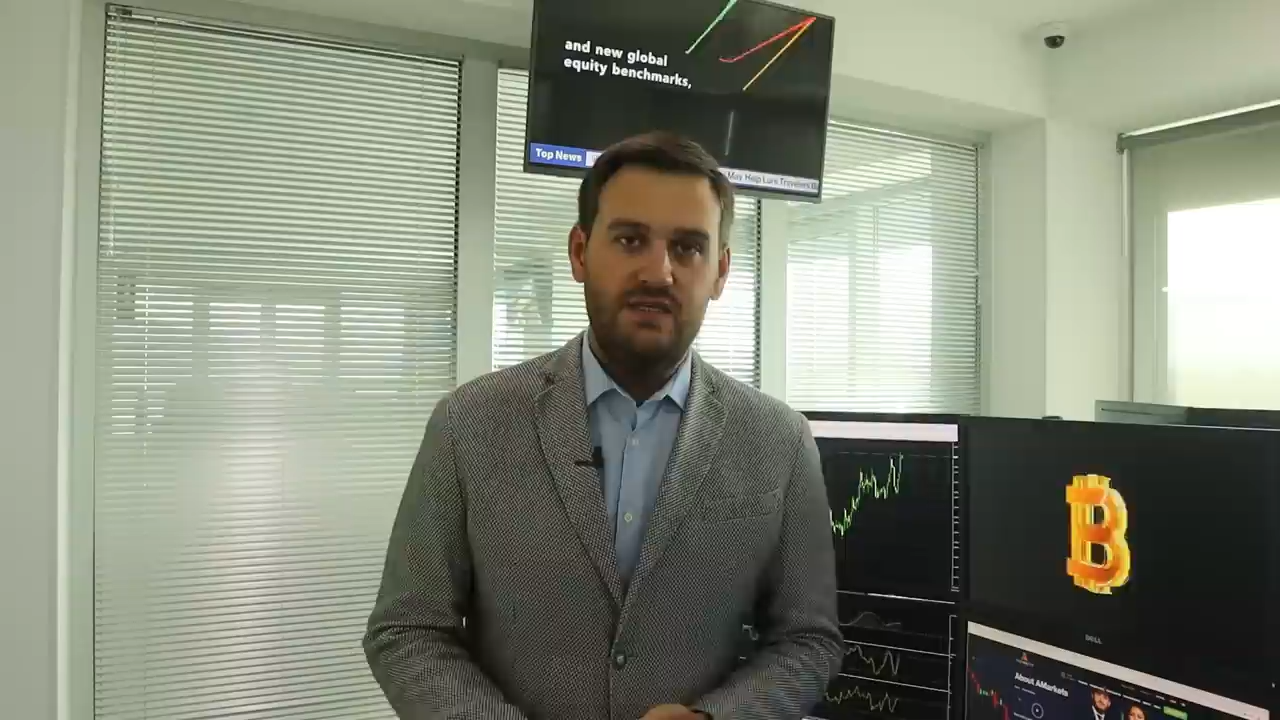 and new global
equity benchmarks,
Top News
May Help Lure Travelers
DELL
About AMarkets